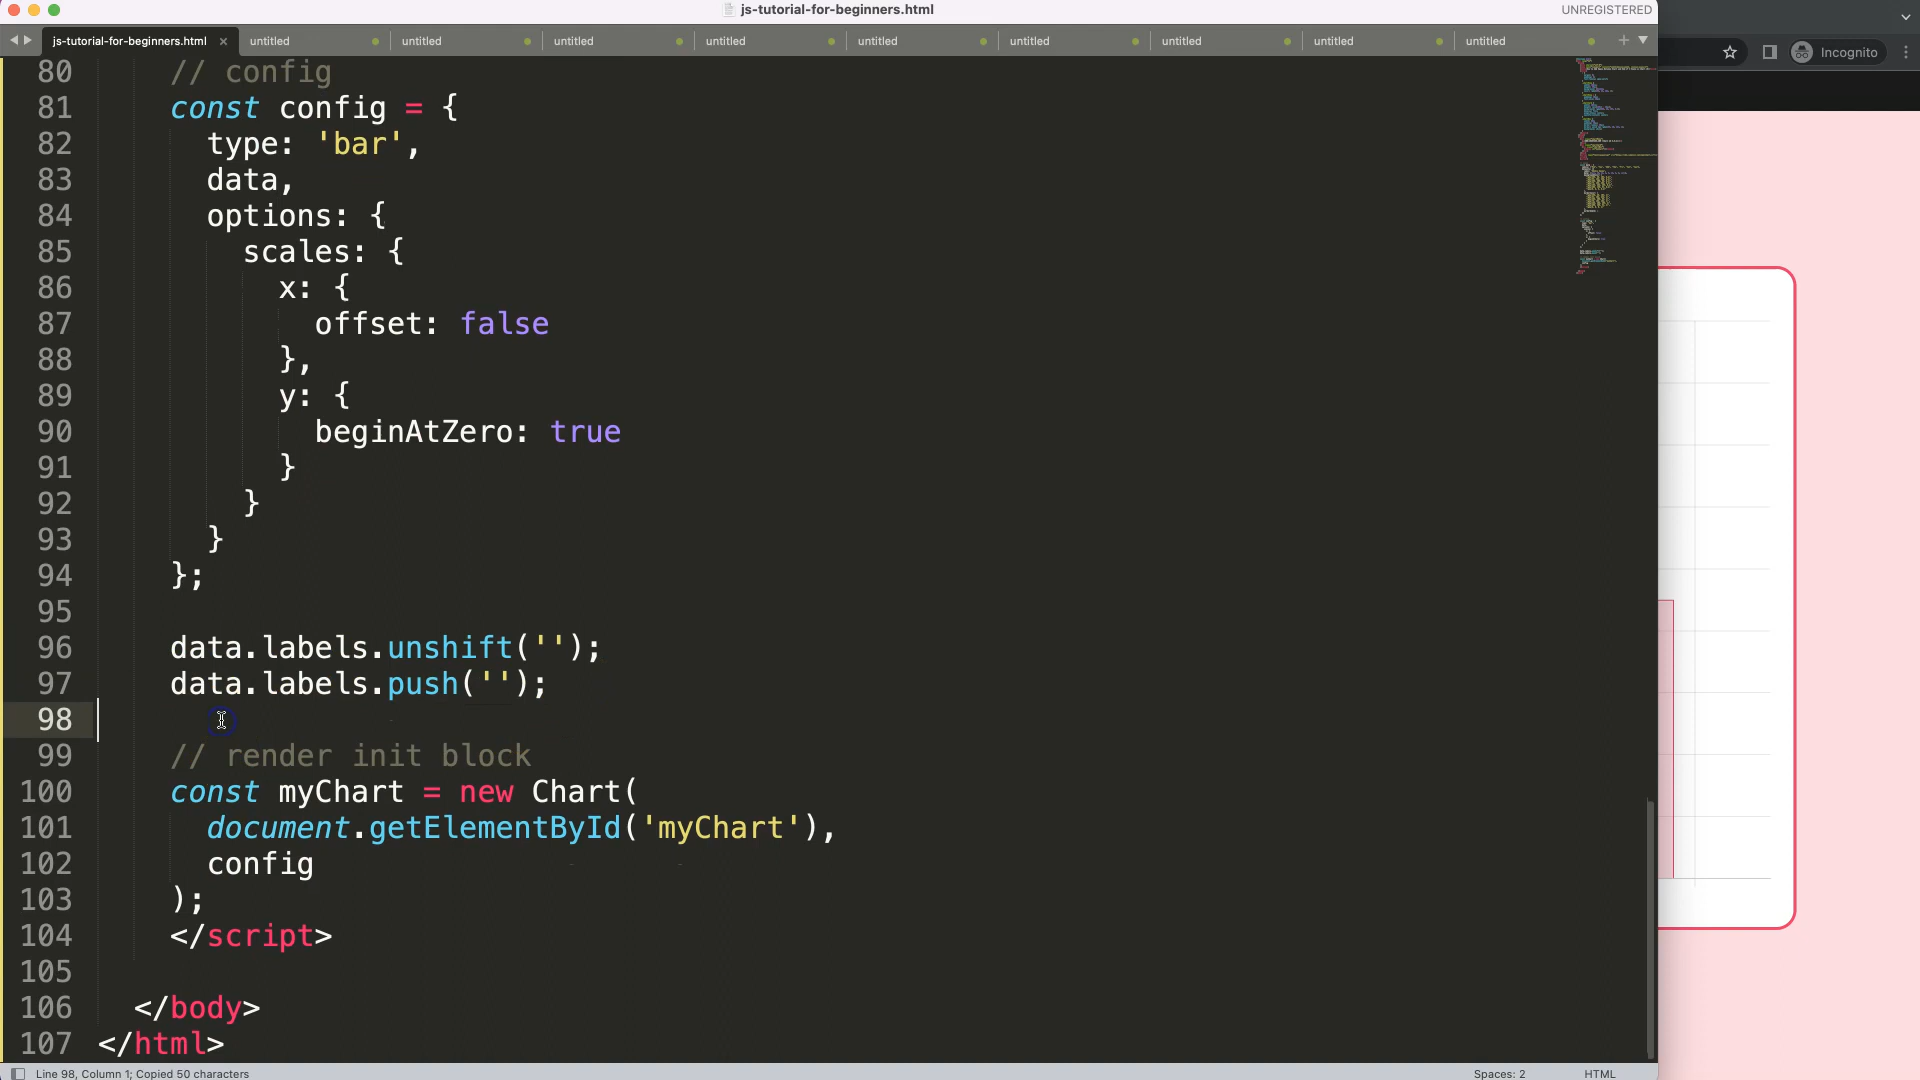 js-tutorial-for-beginners.html
UNREGISTERED
js-tutorial-for-beginners.html × untitled untitled untitled untitled untitled untitled untitled untitled untitled
Incognito
80 // config
81 const config = {
82 type: 'bar',
83 data,
84 options: {
85 scales: {
86 x: {
87 offset: false
88 },
89 y: {
90 beginAtZero: true
91 }
92 }
93 }
94 };
95
96 data.labels.unshift('');
97 data.labels.push('');
98
99 // render init block
100 const myChart = new Chart(
101 document.getElementById('myChart'),
102 config
103 );
104 </script>
105
106 </body>
107 </html>
Line 98, Column 1; Copied 50 characters
Spaces: 2
HTML